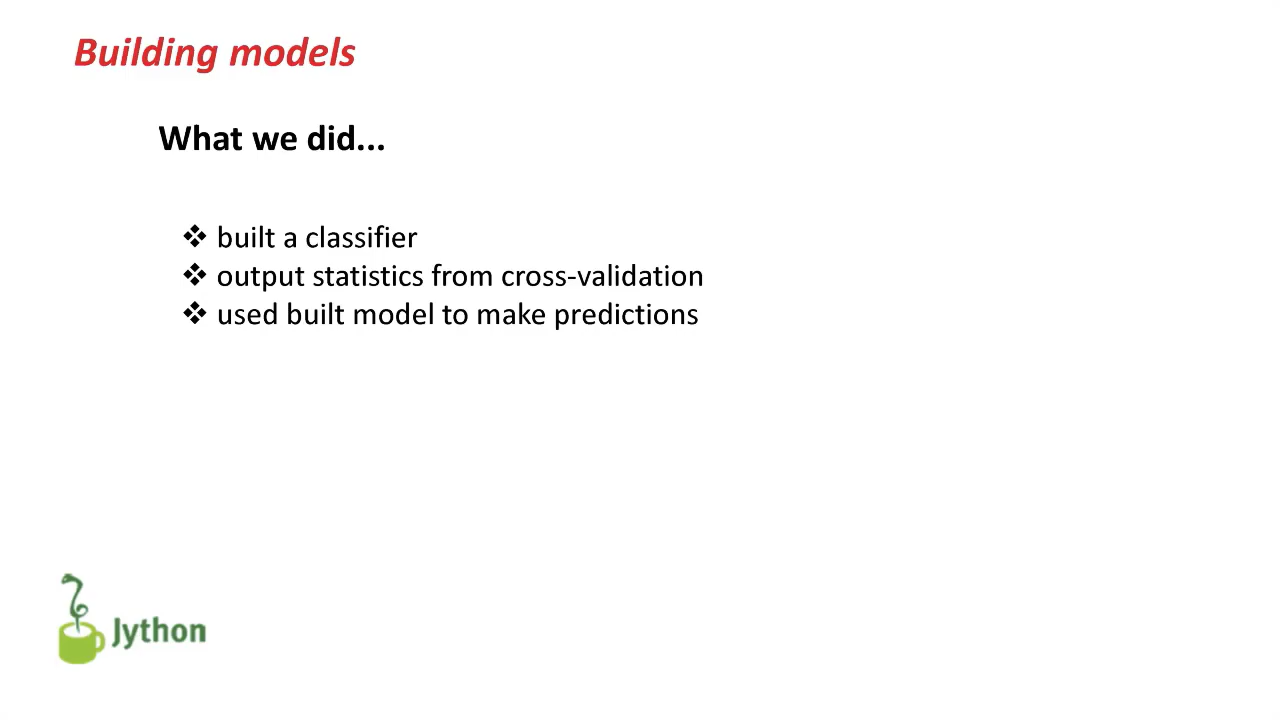 Building models
What we did...
❖ built a classifier
❖ output statistics from cross-validation
❖ used built model to make predictions
Jython